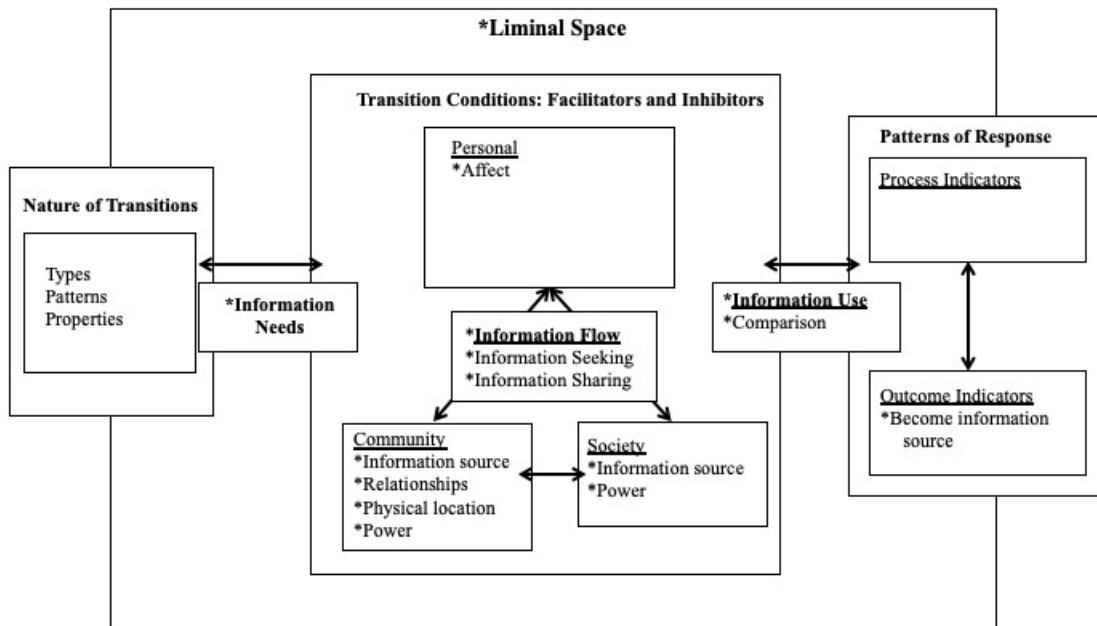 *Liminal Space
Transition Conditions: Facilitators and Inhibitors
Personal
*Affect
Nature of Transitions
Types
Patterns
Properties
*Information
Needs
*Information Flow
*Information Seeking
*Information Sharing
Community
*Information source
*Relationships
*Physical location
*Power
Society
*Information source
*Power
*Information Use
*Comparison
Patterns of Response
Process Indicators
Outcome Indicators
*Become information
source